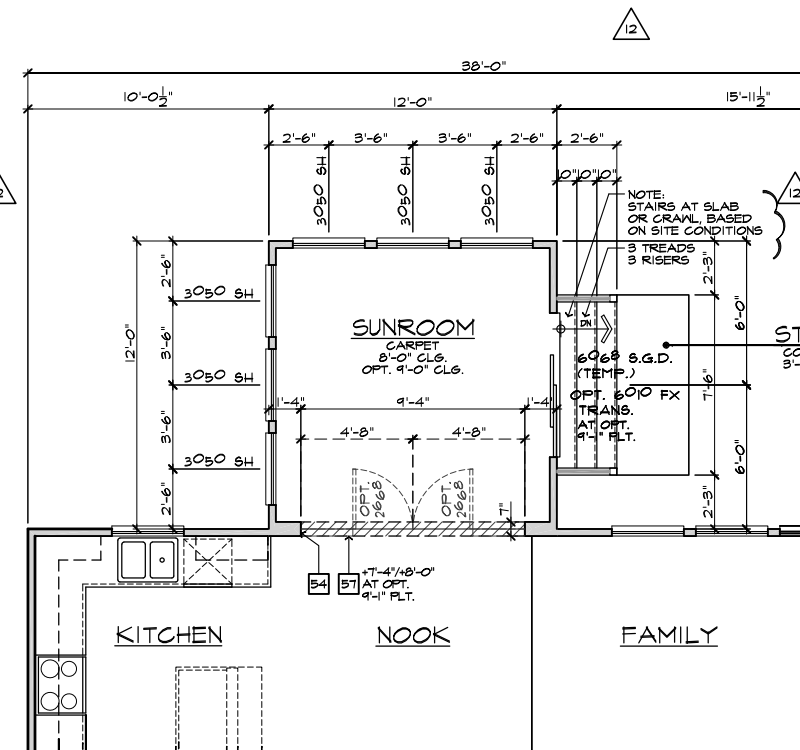 12
38'-0"
10'-0½"
12'-0"
15'-11½"
2'-6"
3'-6"
3'-6"
2'-6"
2'-6"
3050 SH
3050 SH
3050 SH
10"
10"
10"
NOTE:
STAIRS AT SLAB
OR CRAWL, BASED
ON SITE CONDITIONS
3 TREADS
3 RISERS
12
2
12'-0"
2'-6"
3050 SH
3'-6"
3050 SH
3'-6"
3050 SH
2'-6"
SUNROOM
CARPET
8'-0" CLG.
OPT. 9'-0" CLG.
1'-4"
9'-4"
1'-4"
4'-8"
4'-8"
OPT.
2668
OPT.
2668
7"
DN
6068 S.G.D.
(TEMP.)
OPT. 6010 FX
TRANS.
AT OPT.
9'-1" PLT.
2'-3"
7'-6"
2'-3"
6'-0"
6'-0"
ST
CO
3'-
54
57
+7'-4"/+8'-0"
AT OPT.
9'-1" PLT.
KITCHEN
NOOK
FAMILY